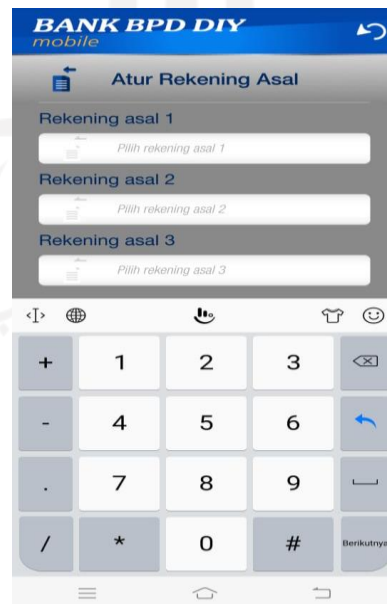 BANK BPD DIY
mobile
Atur Rekening Asal
Rekening asal 1
Pilih rekening asal 1
Rekening asal 2
Pilih rekening asal 2
Rekening asal 3
Pilih rekening asal 3
+ 1 2 3
- 4 5 6
. 7 8 9
/ * 0 # Berikutnya